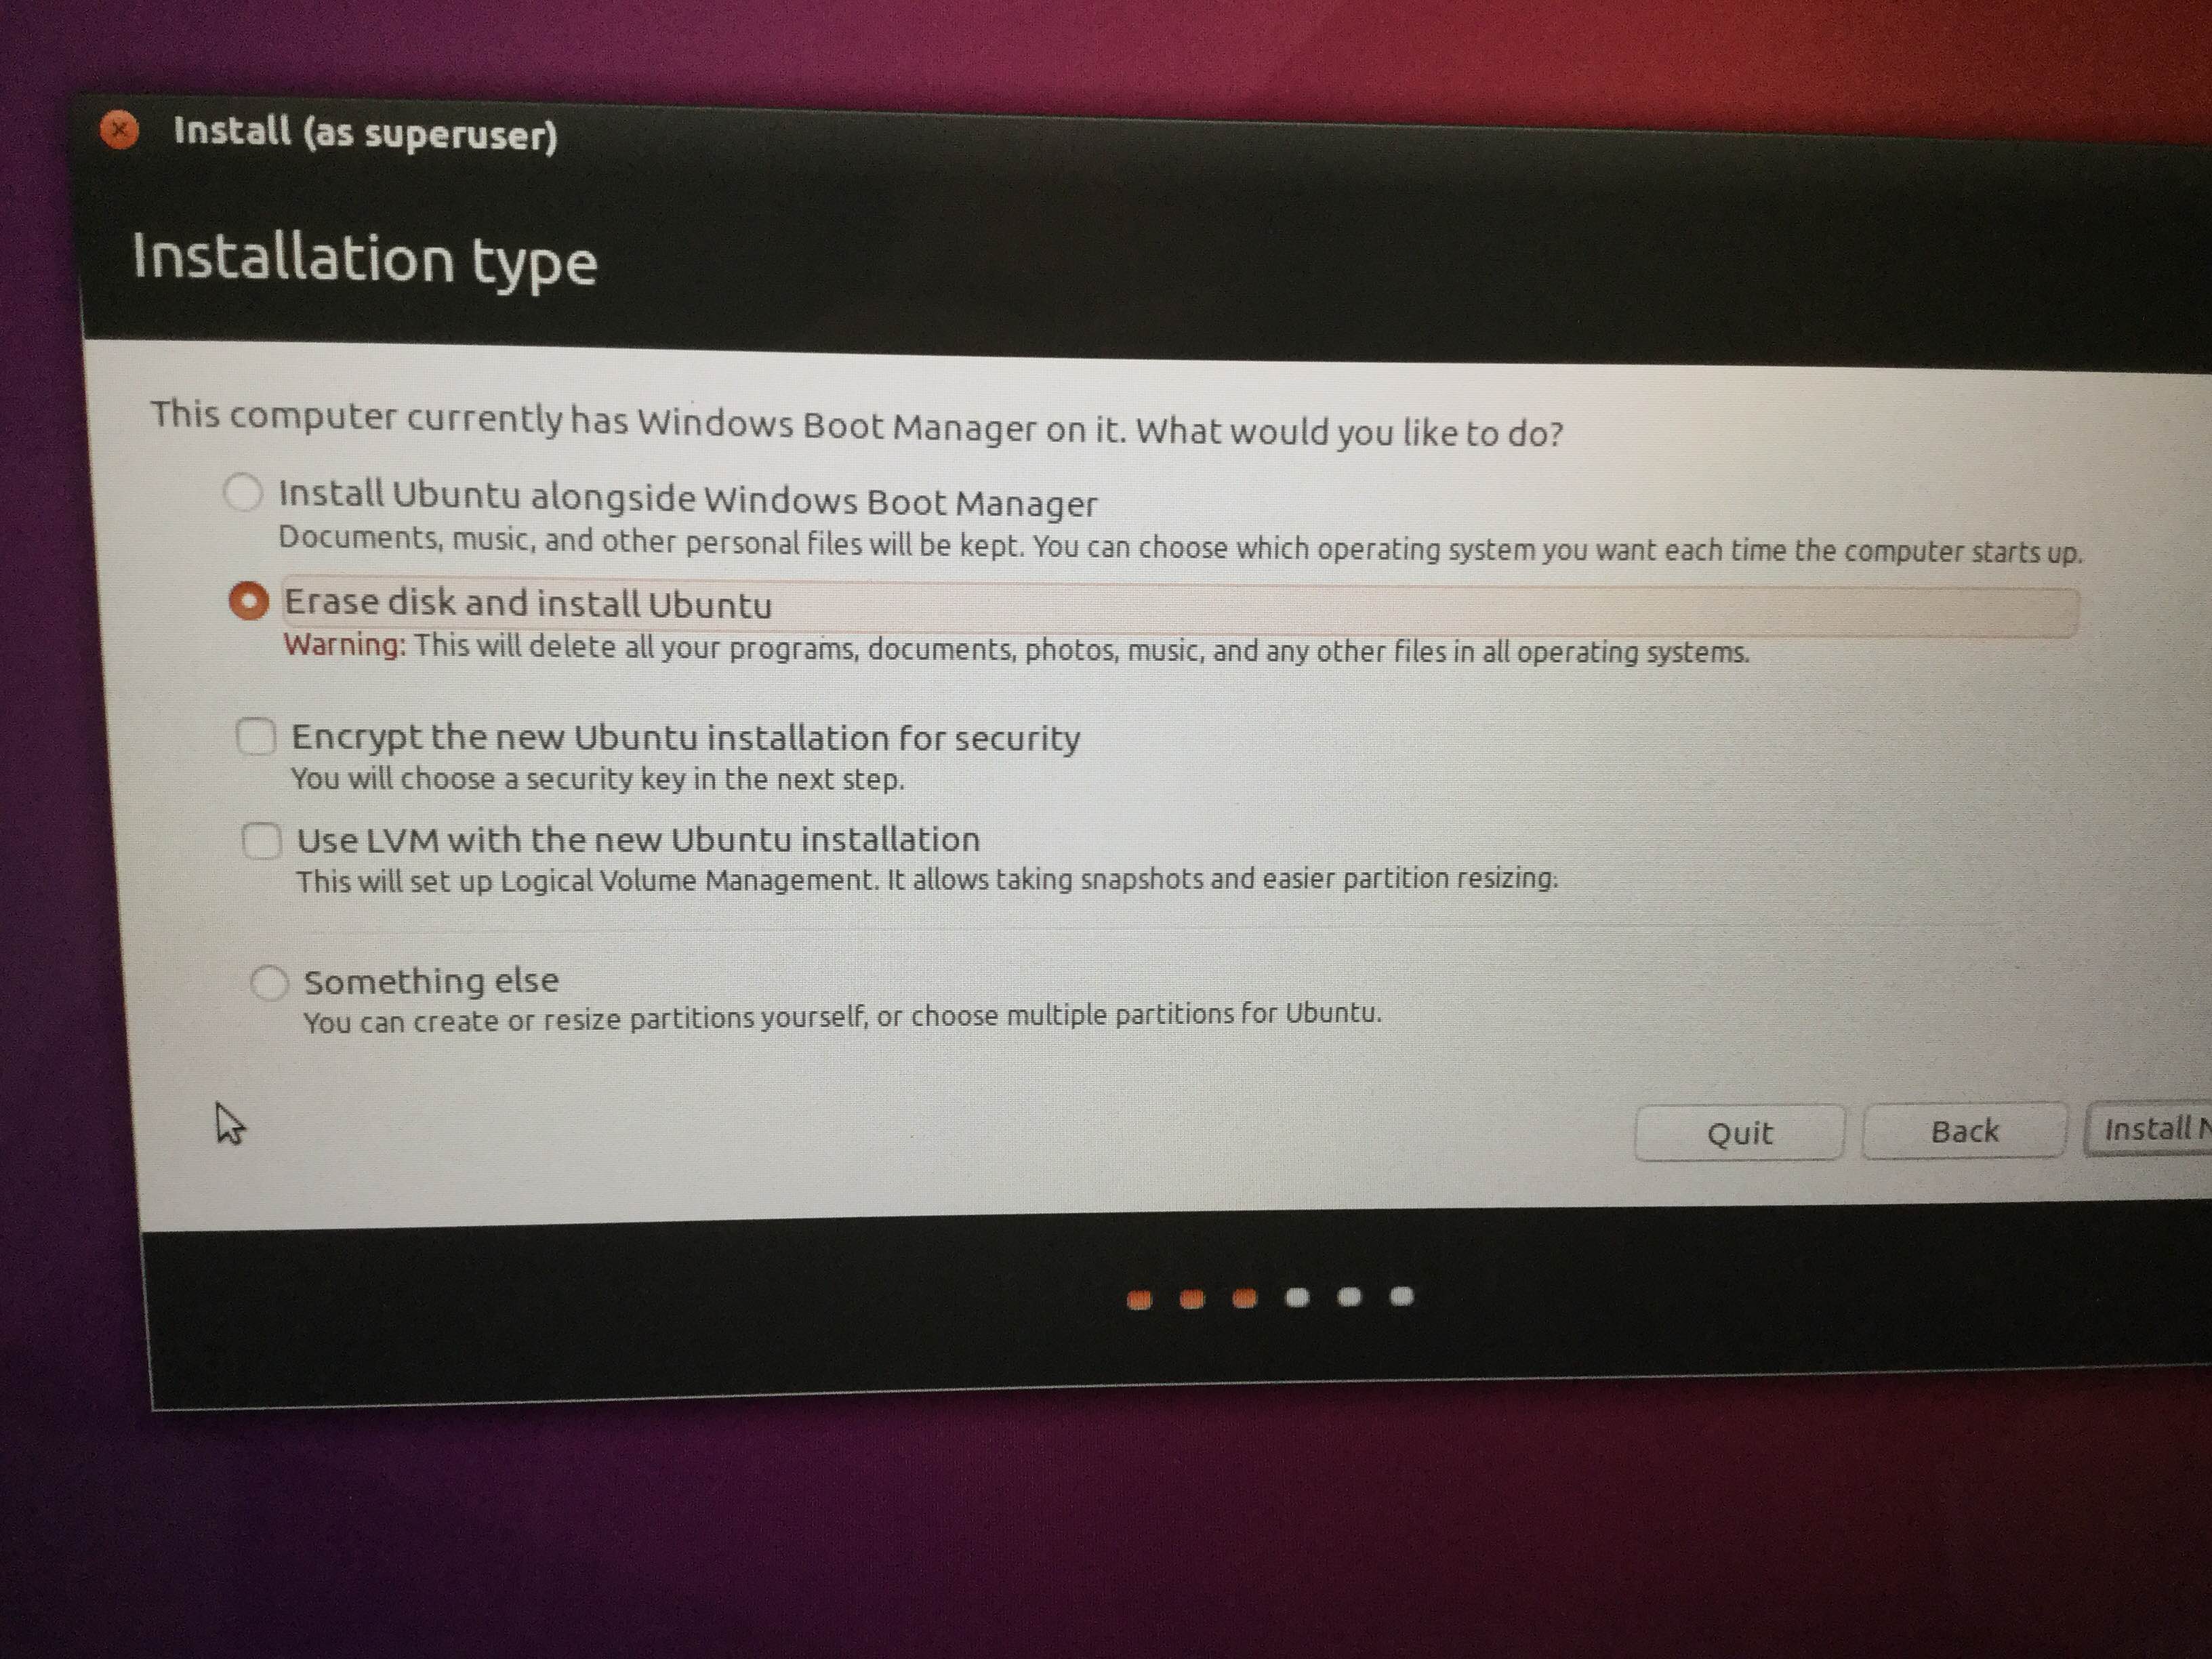 Install (as superuser)
Installation type
This computer currently has Windows Boot Manager on it. What would you like to do?
Install Ubuntu alongside Windows Boot Manager
Documents, music, and other personal files will be kept. You can choose which operating system you want each time the computer starts up.
Erase disk and install Ubuntu
Warning: This will delete all your programs, documents, photos, music, and any other files in all operating systems.
Encrypt the new Ubuntu installation for security
You will choose a security key in the next step.
Use LVM with the new Ubuntu installation
This will set up Logical Volume Management. It allows taking snapshots and easier partition resizing.
Something else
You can create or resize partitions yourself, or choose multiple partitions for Ubuntu.
Quit Back Install